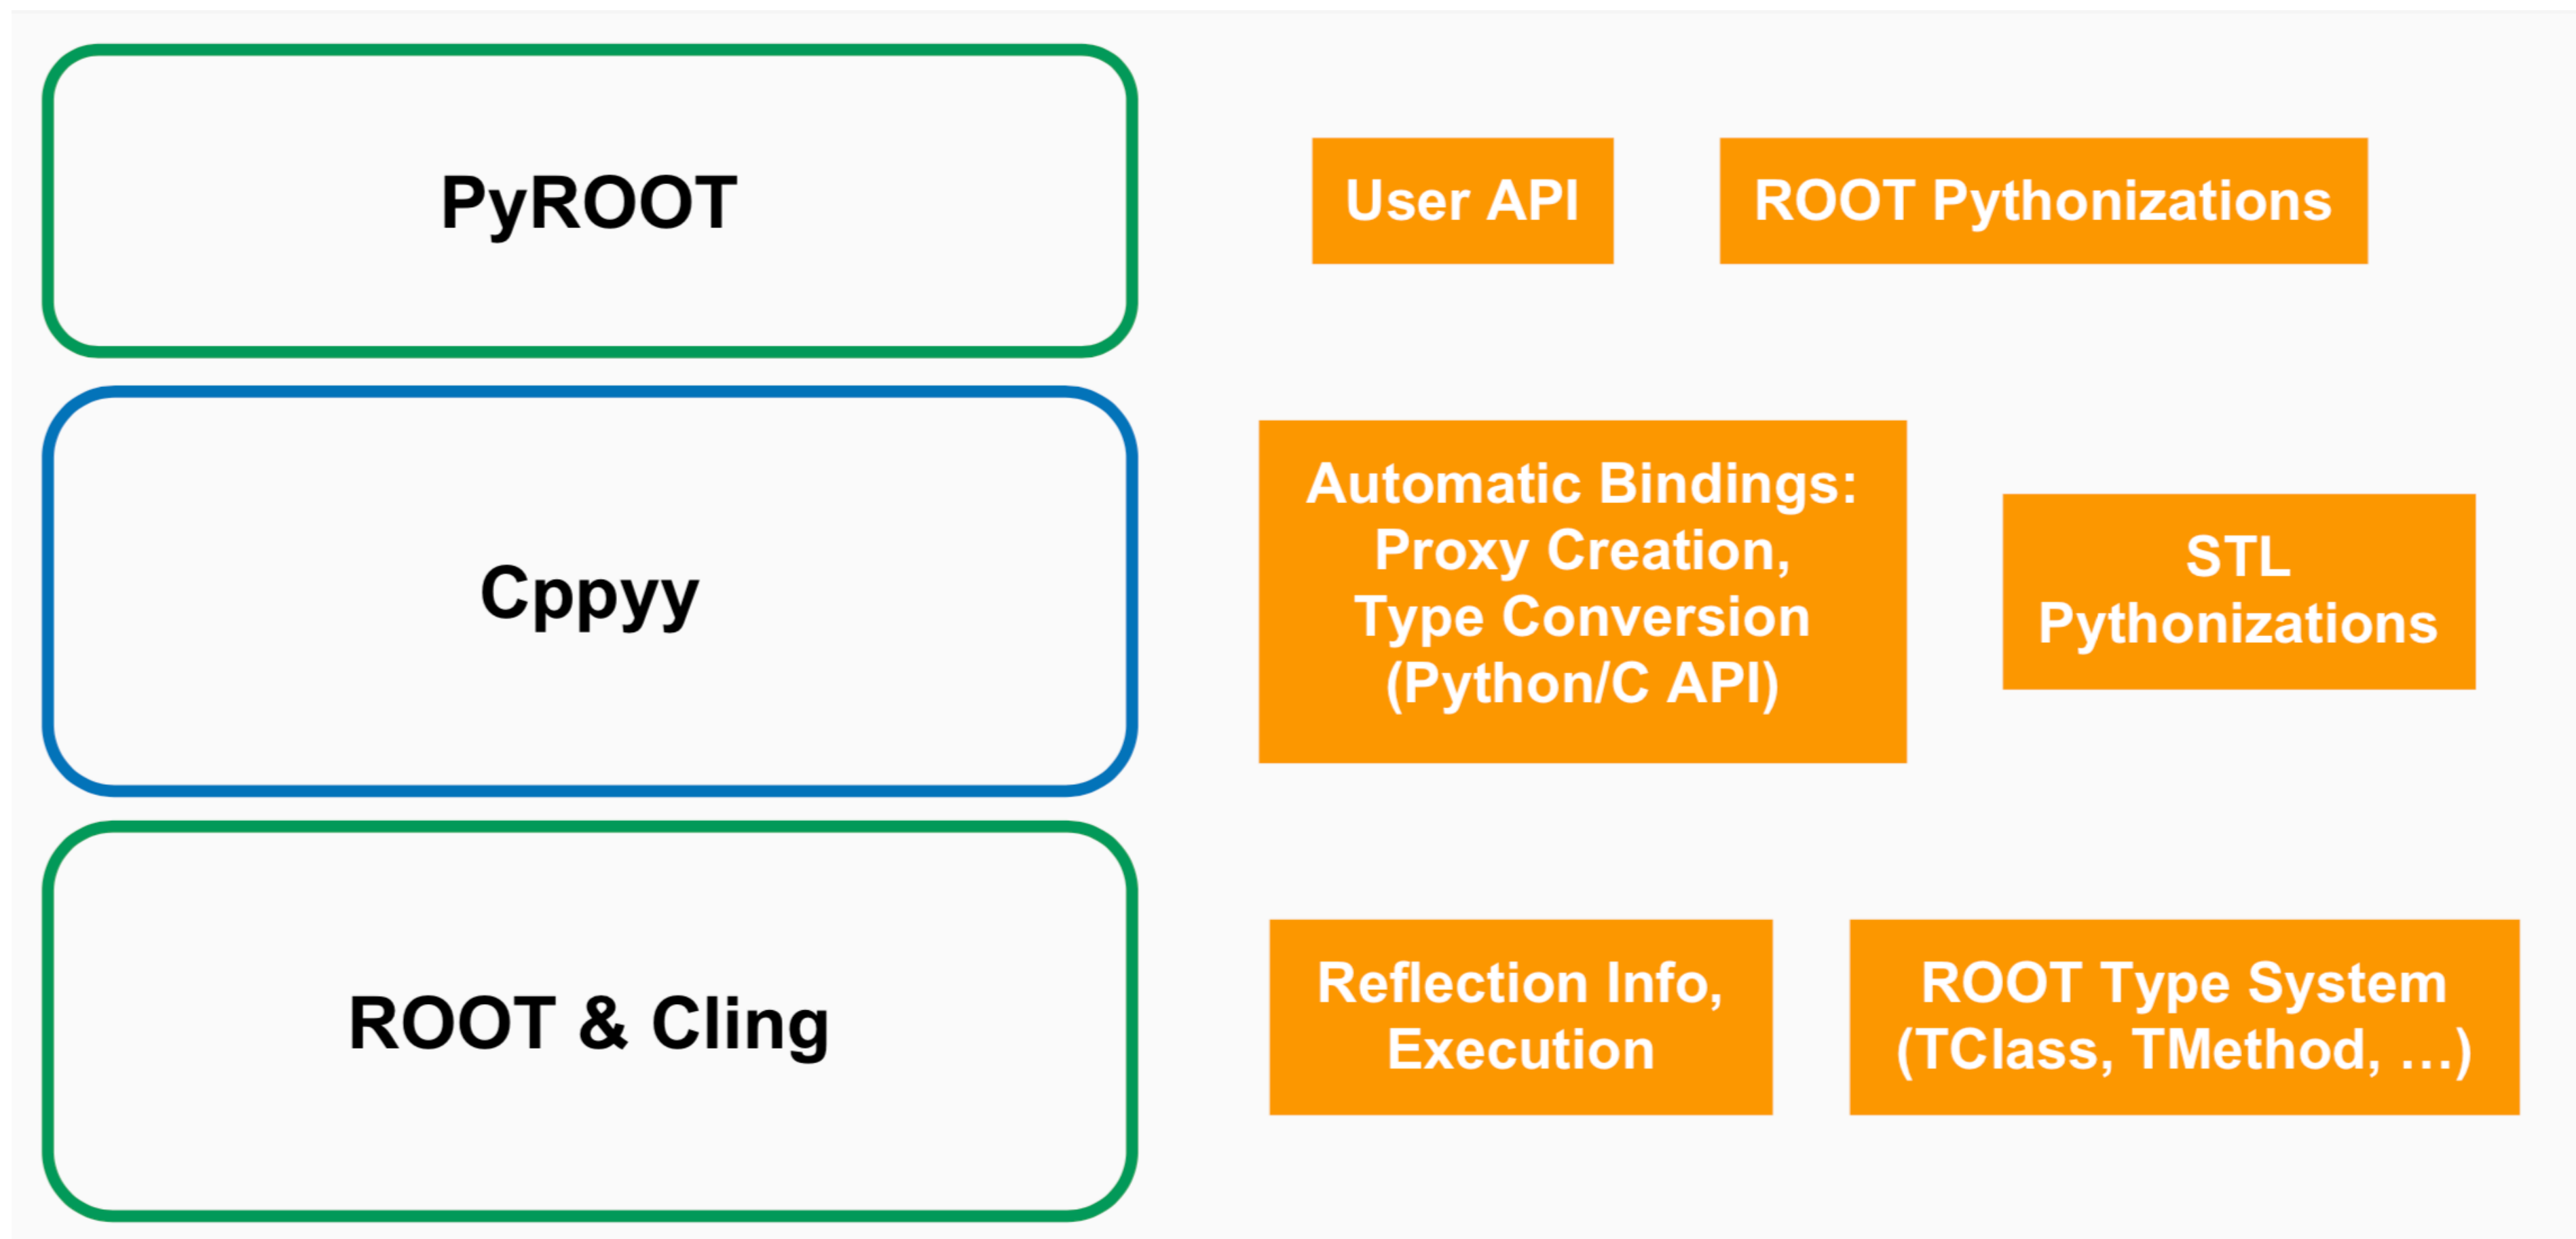 PyROOT
User API
ROOT Pythonizations
Cppyy
Automatic Bindings:
Proxy Creation,
Type Conversion
(Python/C API)
STL
Pythonizations
ROOT & Cling
Reflection Info,
Execution
ROOT Type System
(TClass, TMethod, …)